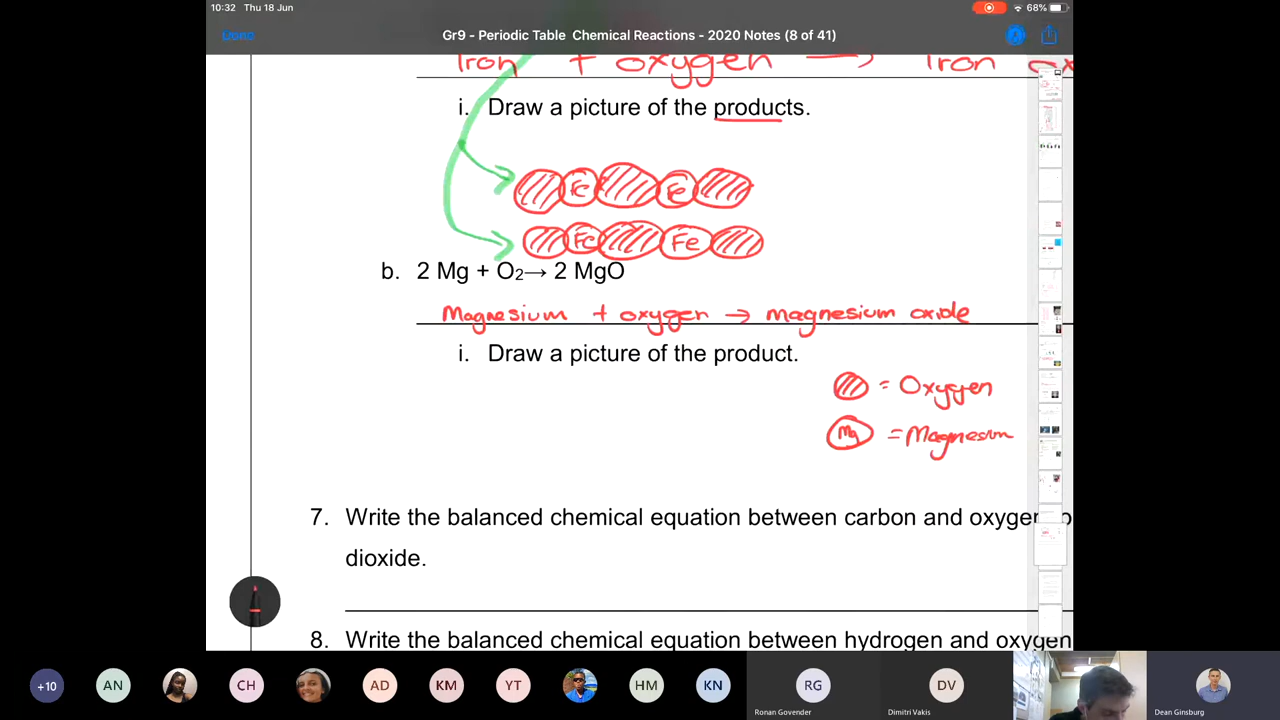 10:32 Thu 18 Jun 68%
Gr9 - Periodic Table Chemical Reactions - 2020 Notes (8 of 41)
Iron + oxygen → Iron ox
i. Draw a picture of the products.
Fe Fe
Fe Fe
b. 2 Mg + O2→ 2 MgO
Magnesium + oxygen → magnesium oxide
i. Draw a picture of the product.
= Oxygen
Mg = Magnesium
7. Write the balanced chemical equation between carbon and oxygen
dioxide.
8. Write the balanced chemical equation between hydrogen and oxygen
+10 AN CH AD KM YT HM KN RG DV
Ronan Govender Dimitri Vakis Dean Ginsburg